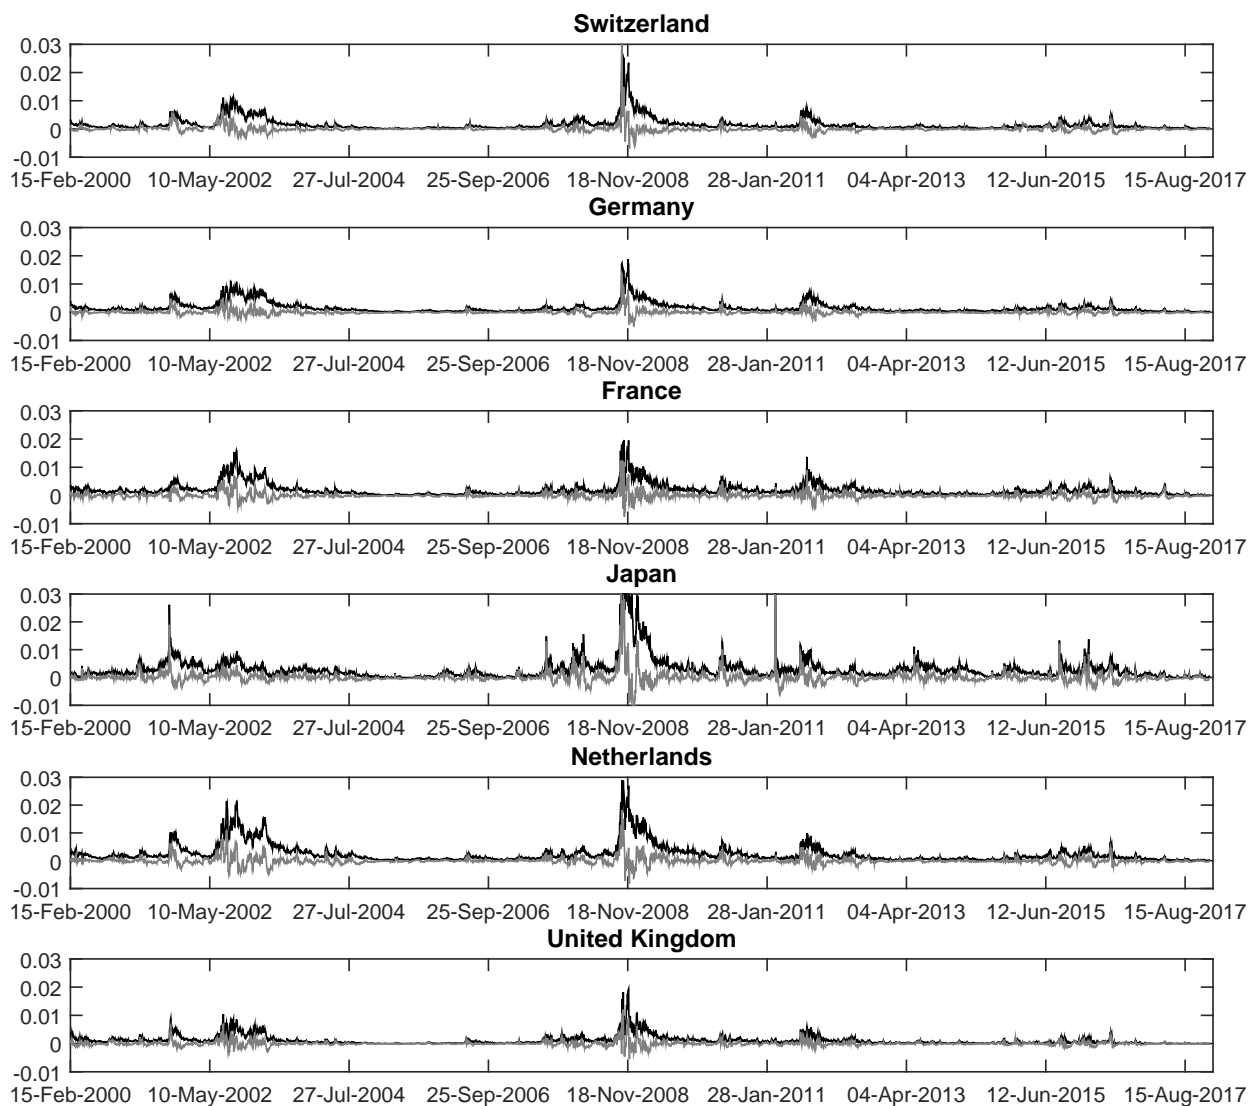 Switzerland
0.03
0.02
0.01
0
-0.01
15-Feb-2000 10-May-2002 27-Jul-2004 25-Sep-2006 18-Nov-2008 28-Jan-2011 04-Apr-2013 12-Jun-2015 15-Aug-2017
Germany
0.03
0.02
0.01
0
-0.01
15-Feb-2000 10-May-2002 27-Jul-2004 25-Sep-2006 18-Nov-2008 28-Jan-2011 04-Apr-2013 12-Jun-2015 15-Aug-2017
France
0.03
0.02
0.01
0
-0.01
15-Feb-2000 10-May-2002 27-Jul-2004 25-Sep-2006 18-Nov-2008 28-Jan-2011 04-Apr-2013 12-Jun-2015 15-Aug-2017
Japan
0.03
0.02
0.01
0
-0.01
15-Feb-2000 10-May-2002 27-Jul-2004 25-Sep-2006 18-Nov-2008 28-Jan-2011 04-Apr-2013 12-Jun-2015 15-Aug-2017
Netherlands
0.03
0.02
0.01
0
-0.01
15-Feb-2000 10-May-2002 27-Jul-2004 25-Sep-2006 18-Nov-2008 28-Jan-2011 04-Apr-2013 12-Jun-2015 15-Aug-2017
United Kingdom
0.03
0.02
0.01
0
-0.01
15-Feb-2000 10-May-2002 27-Jul-2004 25-Sep-2006 18-Nov-2008 28-Jan-2011 04-Apr-2013 12-Jun-2015 15-Aug-2017